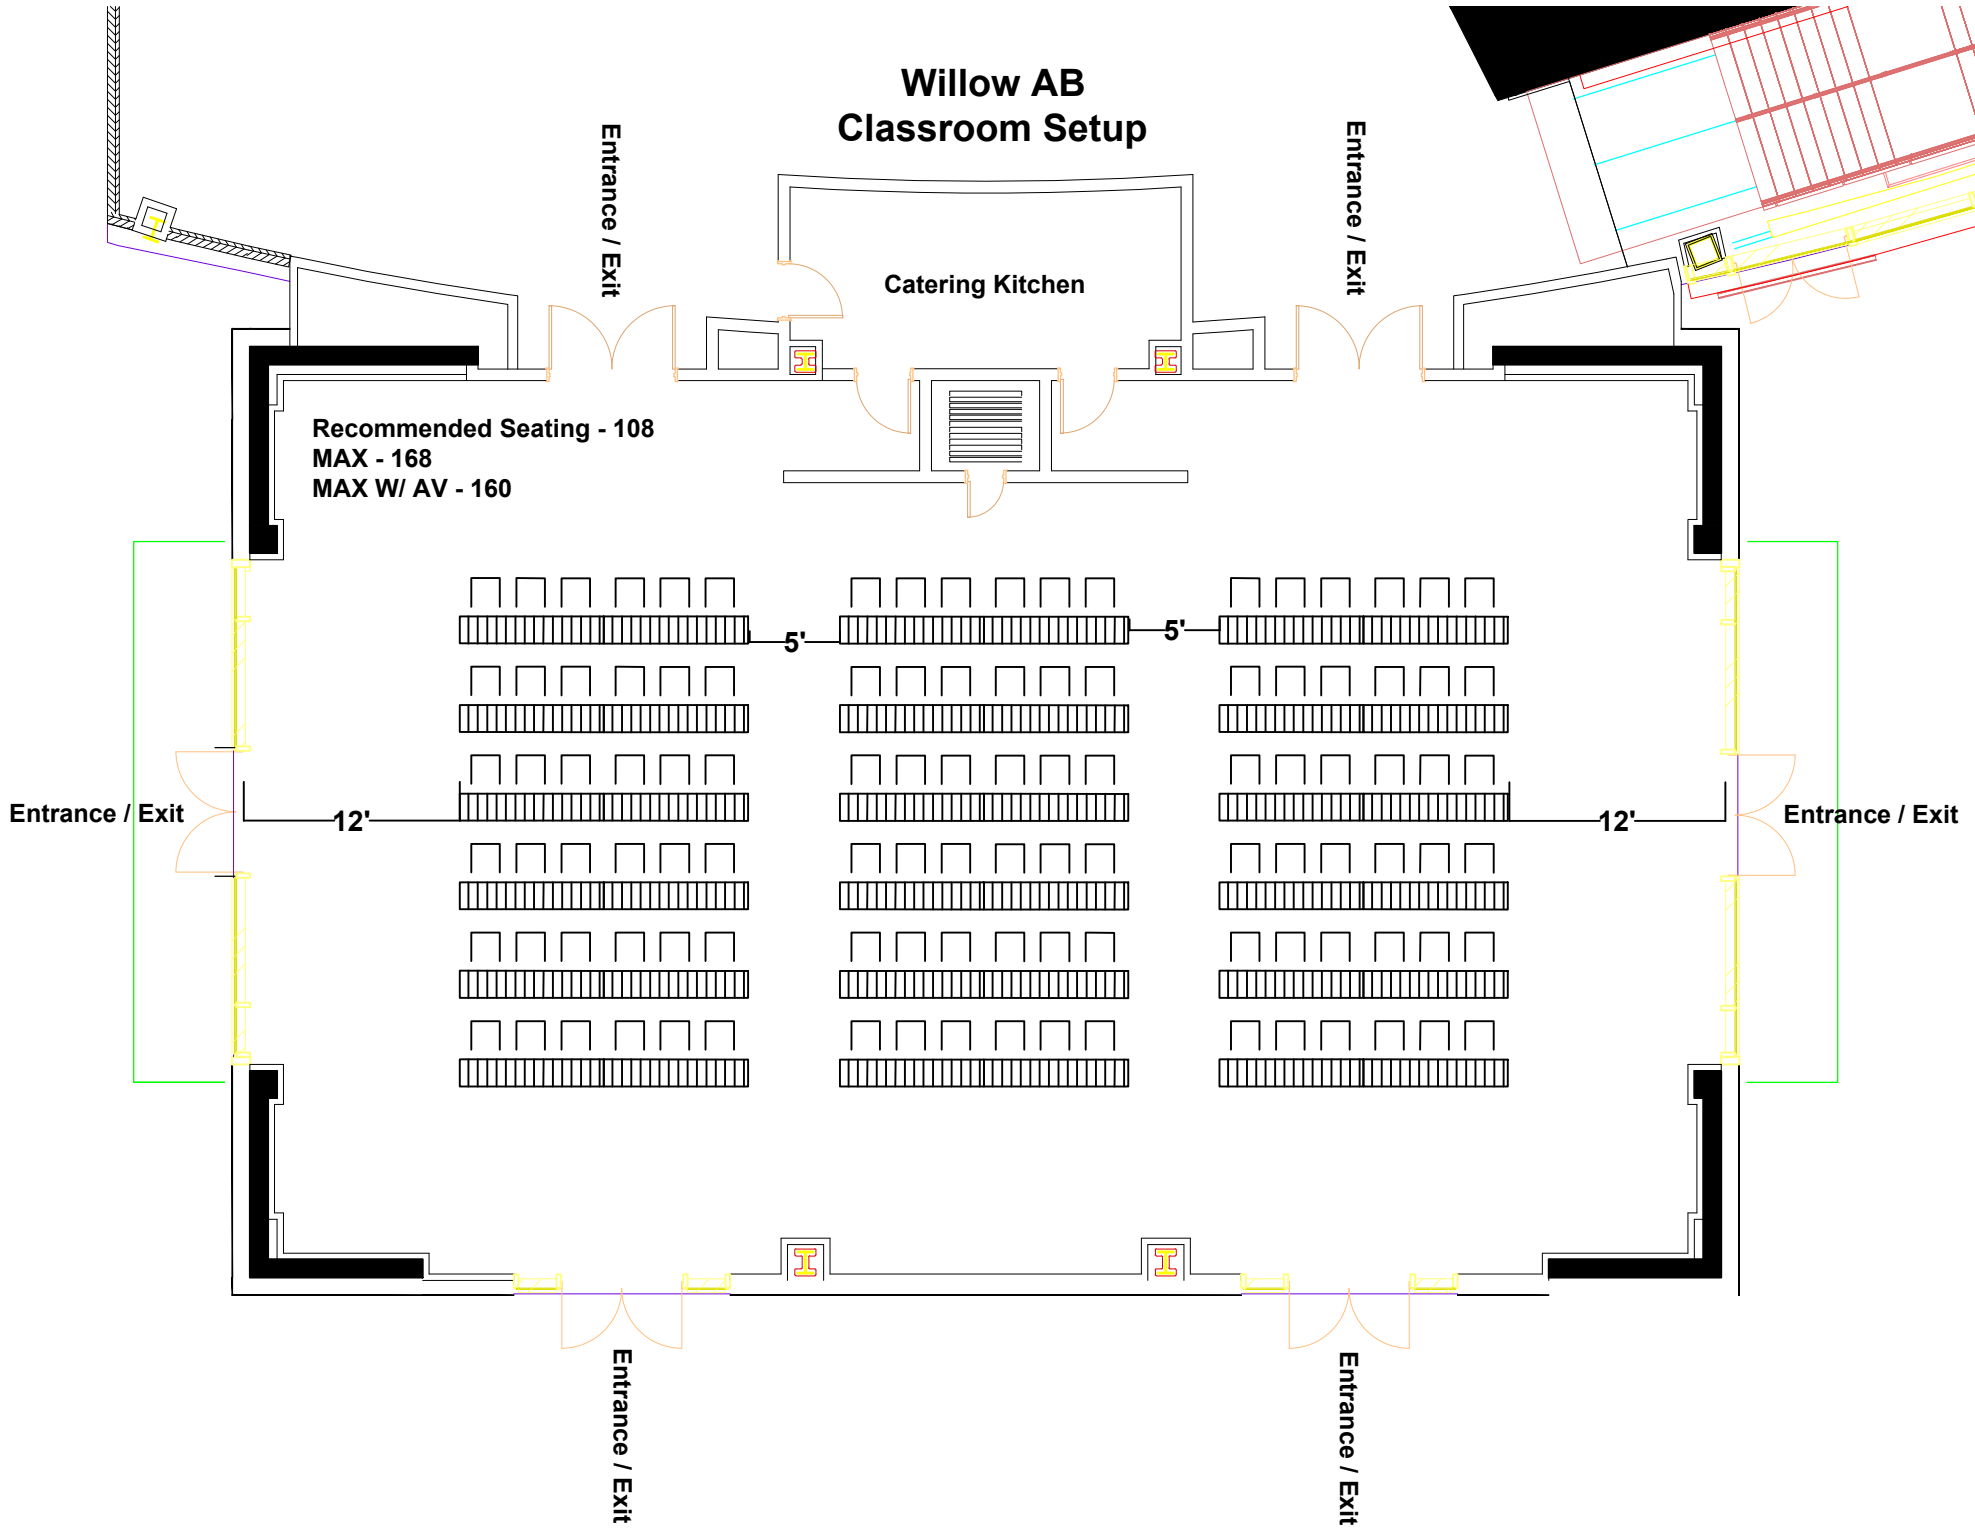 Willow AB
Classroom Setup
Entrance / Exit
Entrance / Exit
Catering Kitchen
Recommended Seating - 108
MAX - 168
MAX W/ AV - 160
5'
5'
Entrance / Exit
12'
12'
Entrance / Exit
Entrance / Exit
Entrance / Exit